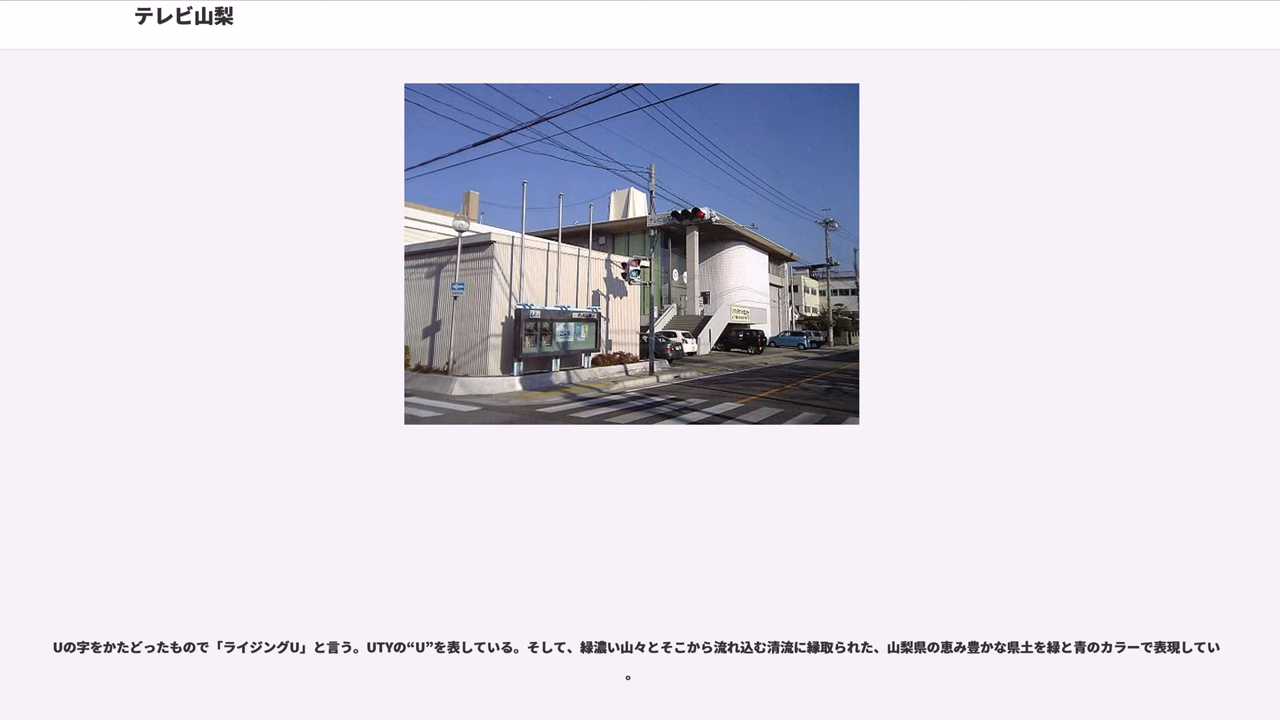 テレビ山梨
Uの字をかたどったもので「ライジングU」と言う。UTYの“U”を表している。そして、緑濃い山々とそこから流れ込む清流に縁取られた、山梨県の恵み豊かな県土を緑と青のカラーで表現してい
。